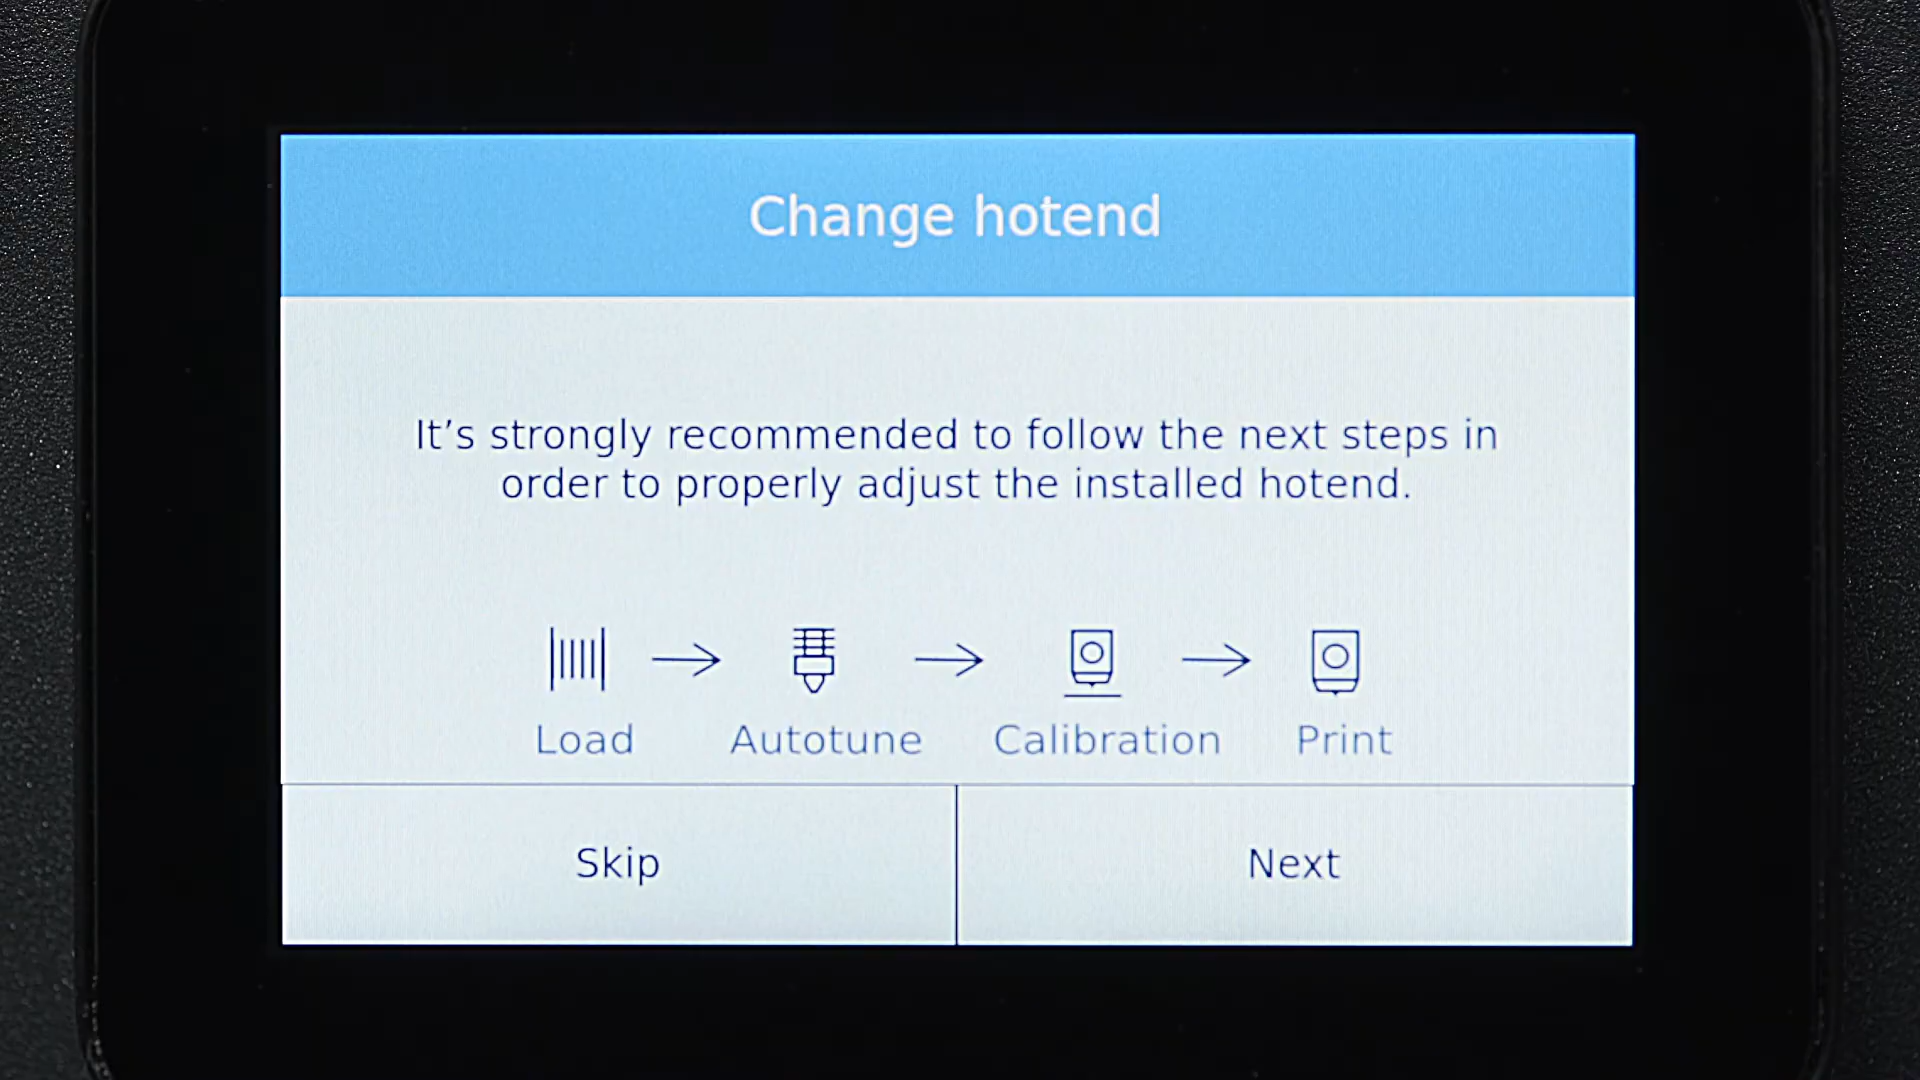 Change hotend
It’s strongly recommended to follow the next steps in
order to properly adjust the installed hotend.
Load Autotune Calibration Print
Skip Next